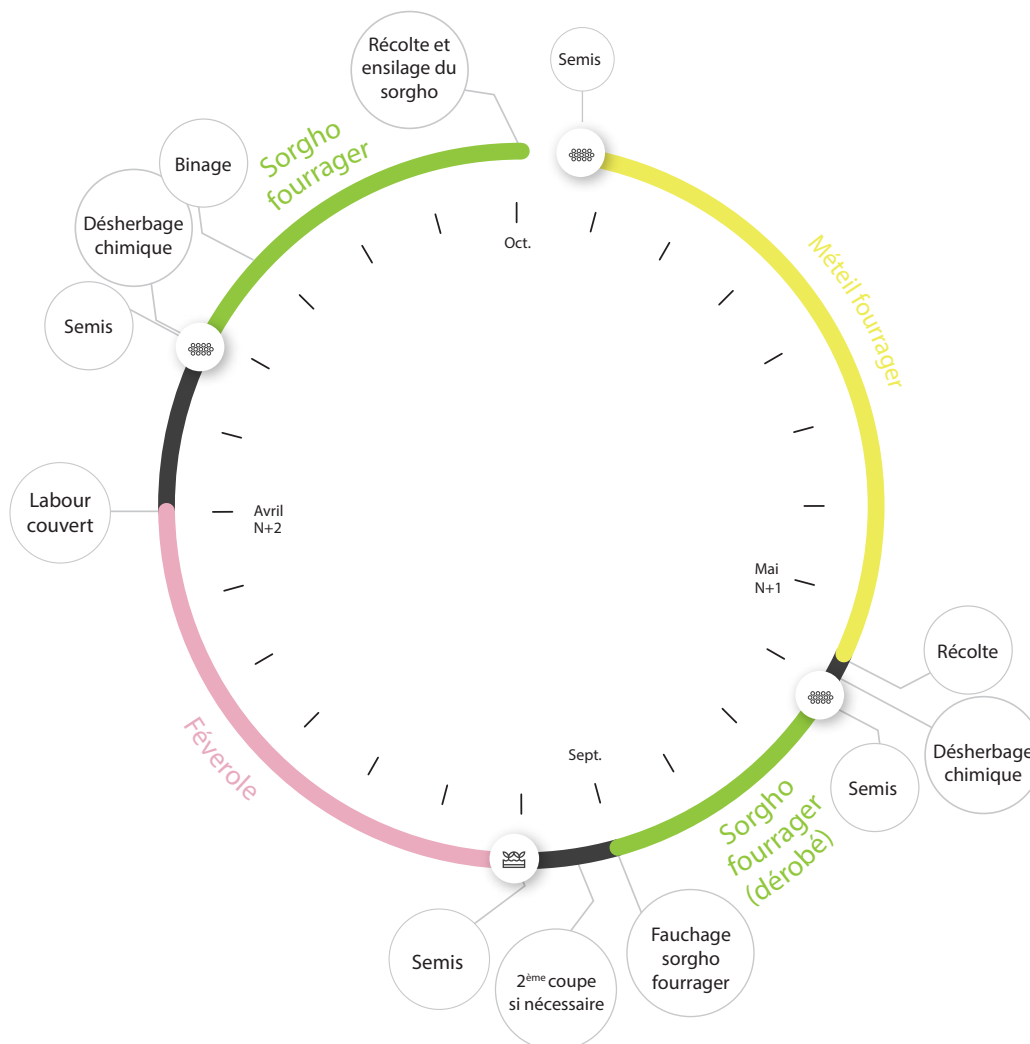 Semis
Méteil fourrager
Récolte
Désherbage
chimique
Semis
Sorgho
fourrager
(dérobé)
Fauchage
sorgho
fourrager
2ème coupe
si nécessaire
Semis
Féverole
Labour
couvert
Semis
Désherbage
chimique
Binage
Sorgho
fourrager
Récolte et
ensilage du
sorgho
Oct.
Mai
N+1
Sept.
Avril
N+2